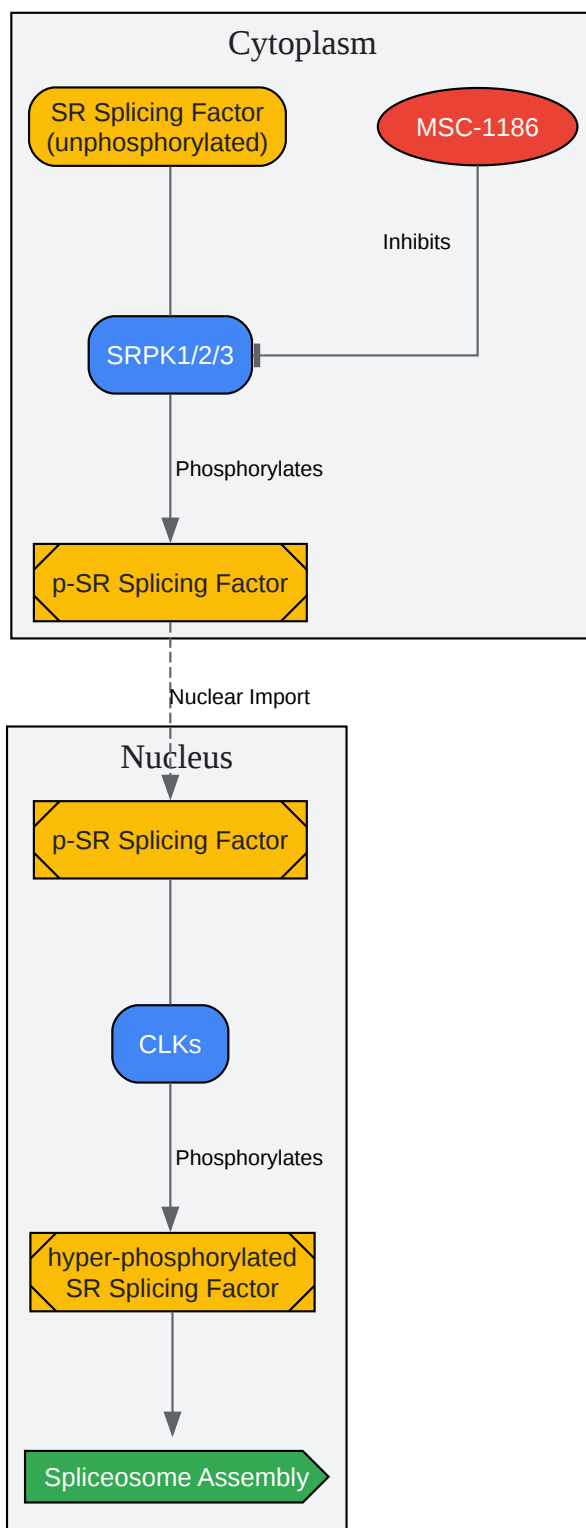 Cytoplasm
SR Splicing Factor
(unphosphorylated)
MSC-1186
Inhibits
SRPK1/2/3
Phosphorylates
p-SR Splicing Factor
Nuclear Import
Nucleus
p-SR Splicing Factor
CLKs
Phosphorylates
hyper-phosphorylated
SR Splicing Factor
Spliceosome Assembly